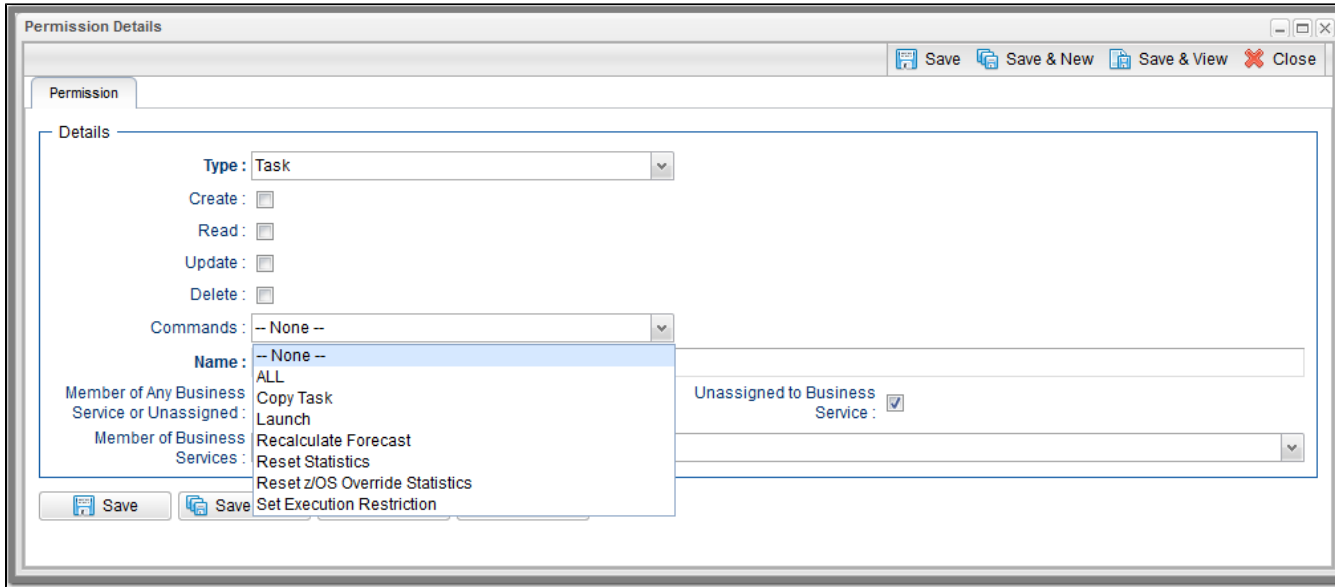 Permission Details
Save Save & New Save & View Close
Permission
Details
Type : Task
Create :
Read :
Update :
Delete :
Commands : -- None --
Name : -- None --
ALL
Member of Any Business Service or Unassigned :
Copy Task
Unassigned to Business Service :
Launch
Member of Business Services :
Recalculate Forecast
Reset Statistics
Reset z/OS Override Statistics
Save Save Set Execution Restriction